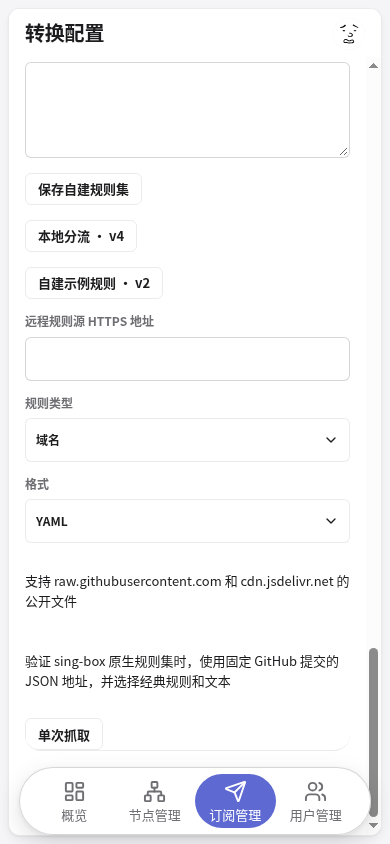 转换配置
保存自建规则集
本地分流 · v4
自建示例规则 · v2
远程规则源 HTTPS 地址
规则类型
域名
格式
YAML
支持 raw.githubusercontent.com 和 cdn.jsdelivr.net 的
公开文件
验证 sing-box 原生规则集时，使用固定 GitHub 提交的
JSON 地址，并选择经典规则和文本
单次抓取
概览
节点管理
订阅管理
用户管理